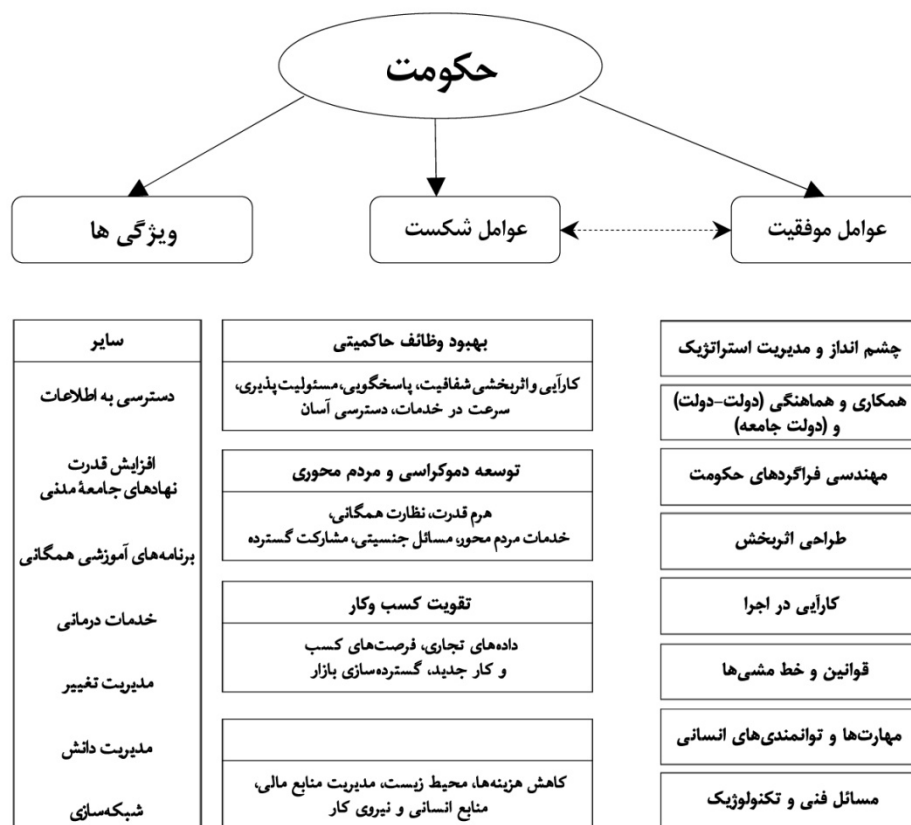 حکومت
عوامل موفقیت
عوامل شکست
ویژگی ها
چشم انداز و مدیریت استراتژیک
همکاری و هماهنگی (دولت–دولت)
و (دولت جامعه)
مهندسی فراگردهای حکومت
طراحی اثربخش
کارآیی در اجرا
قوانین و خط مشی‌ها
مهارت‌ها و توانمندی‌های انسانی
مسائل فنی و تکنولوژیک
بهبود وظائف حاکمیتی
کارآیی و اثربخشی شفافیت، پاسخگویی،مسئولیت‌پذیری،
سرعت در خدمات، دسترسی آسان
توسعه دموکراسی و مردم محوری
هرم قدرت، نظارت همگانی،
خدمات مردم محور، مسائل جنسیتی، مشارکت گسترده
تقویت کسب وکار
داده‌های تجاری، فرصت‌های کسب
و کار جدید، گسترده‌سازی بازار
کاهش هزینه‌ها، محیط زیست، مدیریت منابع مالی،
منابع انسانی و نیروی کار
سایر
دسترسی به اطلاعات
افزایش قدرت
نهادهای جامعهٔ مدنی
برنامه‌های آموزشی همگانی
خدمات درمانی
مدیریت تغییر
مدیریت دانش
شبکه‌سازی